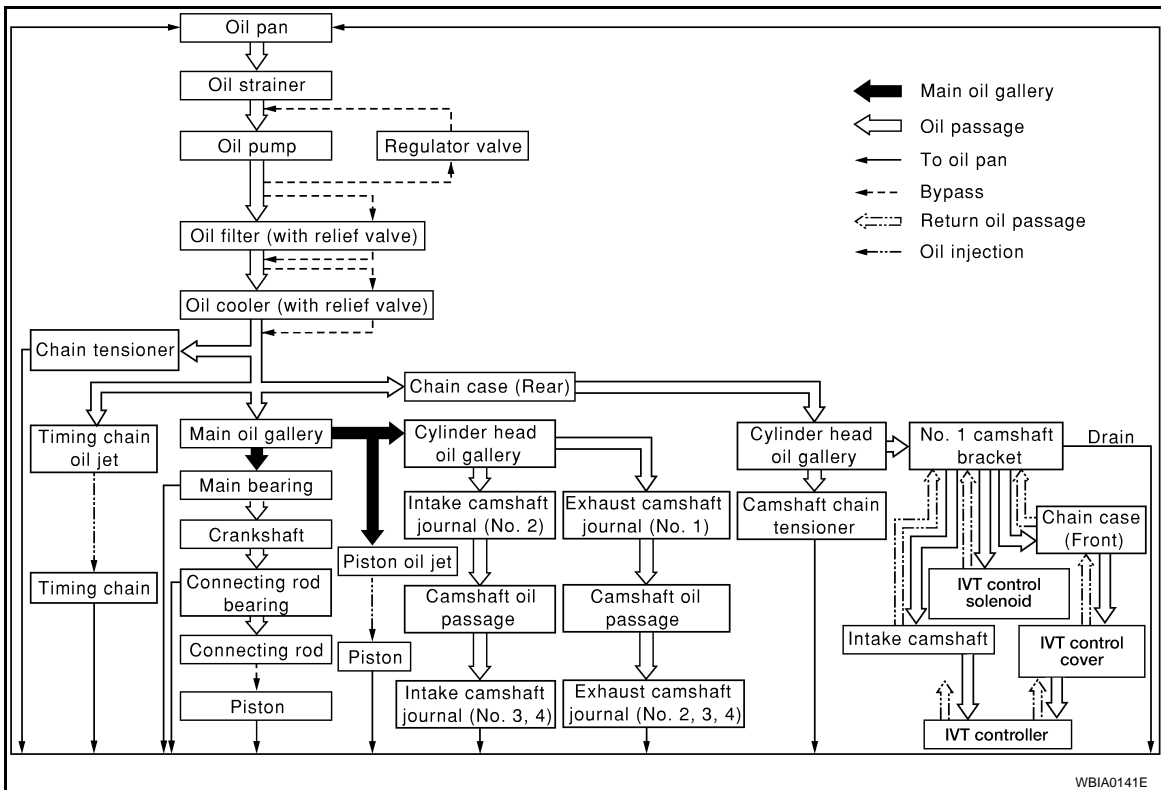 Oil pan
Oil strainer
Oil pump
Regulator valve
Oil filter (with relief valve)
Oil cooler (with relief valve)
Main oil gallery
Oil passage
To oil pan
Bypass
Return oil passage
Oil injection
Chain tensioner
Chain case (Rear)
Timing chain
oil jet
Main oil gallery
Cylinder head
oil gallery
Cylinder head
oil gallery
No. 1 camshaft
bracket
Drain
Main bearing
Intake camshaft
journal (No. 2)
Exhaust camshaft
journal (No. 1)
Camshaft chain
tensioner
Chain case
(Front)
Crankshaft
Piston oil jet
Timing chain
Connecting rod
bearing
Camshaft oil
passage
Camshaft oil
passage
IVT control
solenoid
Intake camshaft
IVT control
cover
Connecting rod
Piston
Piston
Intake camshaft
journal (No. 3, 4)
Exhaust camshaft
journal (No. 2, 3, 4)
IVT controller
WBIA0141E